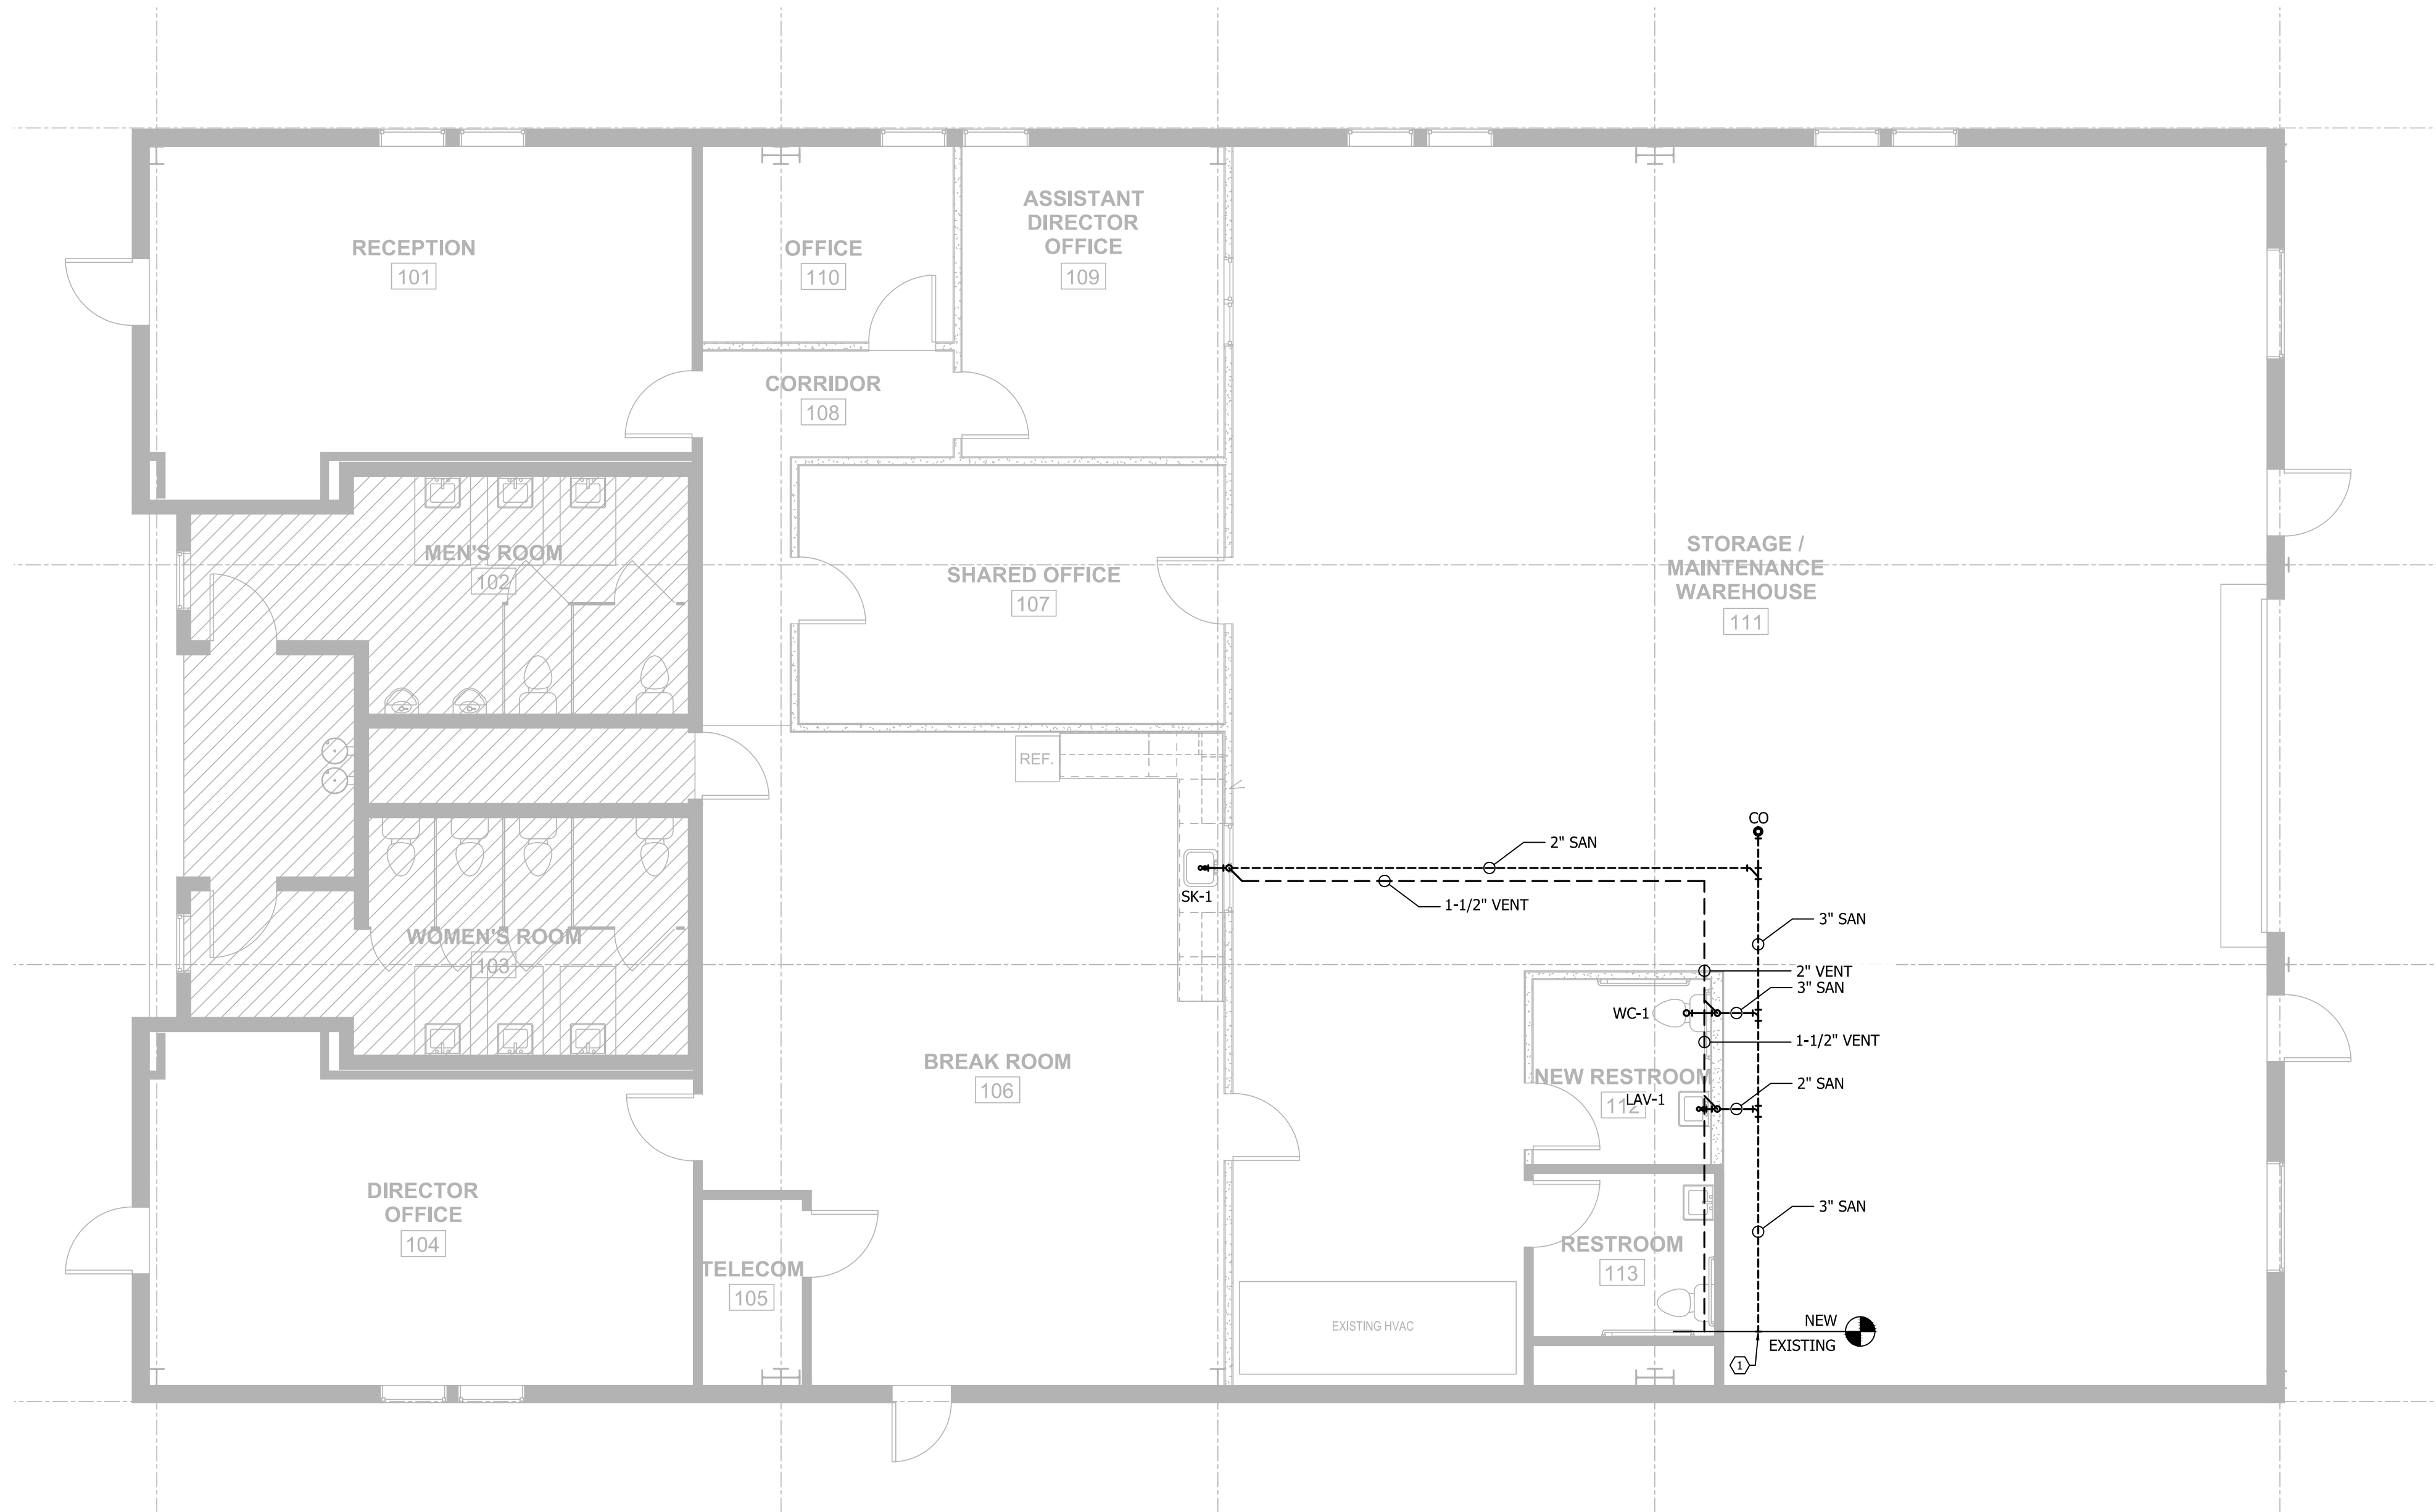 RECEPTION
101
OFFICE
110
ASSISTANT
DIRECTOR
OFFICE
109
CORRIDOR
108
MEN'S ROOM
102
SHARED OFFICE
107
STORAGE /
MAINTENANCE
WAREHOUSE
111
REF.
CO
2" SAN
SK-1
1-1/2" VENT
3" SAN
WOMEN'S ROOM
103
2" VENT
3" SAN
WC-1
1-1/2" VENT
BREAK ROOM
106
NEW RESTROOM
112
LAV-1
2" SAN
DIRECTOR
OFFICE
104
3" SAN
TELECOM
105
RESTROOM
113
EXISTING HVAC
NEW
EXISTING
1